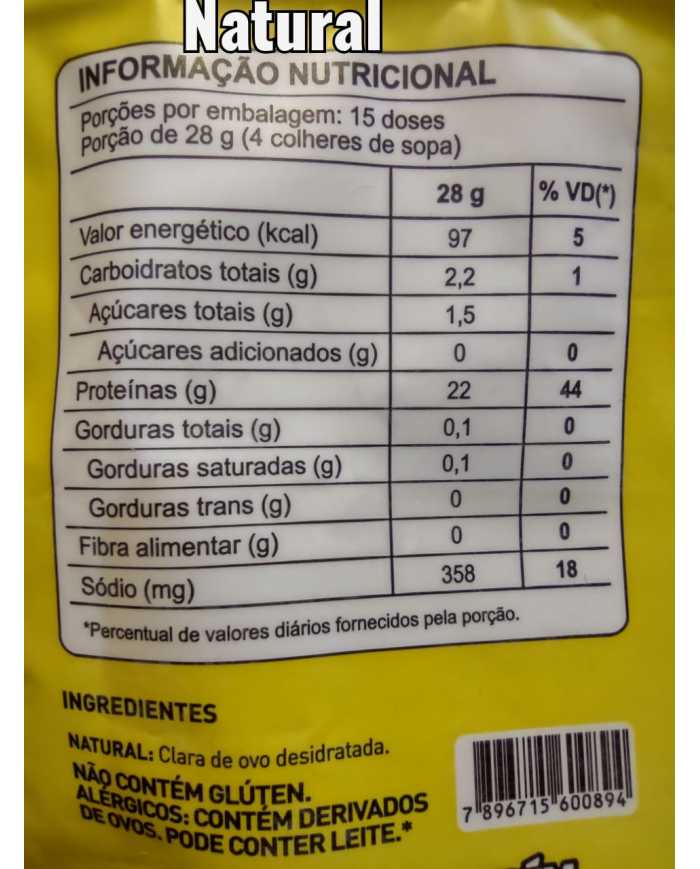 Natural
INFORMAÇÃO NUTRICIONAL
Porções por embalagem: 15 doses
Porção de 28 g (4 colheres de sopa)
28 g % VD(*)
Valor energético (kcal) 97 5
Carboidratos totais (g) 2,2 1
Açúcares totais (g) 1,5
Açúcares adicionados (g) 0 0
Proteínas (g) 22 44
Gorduras totais (g) 0,1 0
Gorduras saturadas (g) 0,1 0
Gorduras trans (g) 0 0
Fibra alimentar (g) 0 0
Sódio (mg) 358 18
*Percentual de valores diários fornecidos pela porção.
INGREDIENTES
NATURAL: Clara de ovo desidratada.
NÃO CONTÉM GLÚTEN.
ALÉRGICOS: CONTÉM DERIVADOS
DE OVOS. PODE CONTER LEITE.*
7 896715 600894